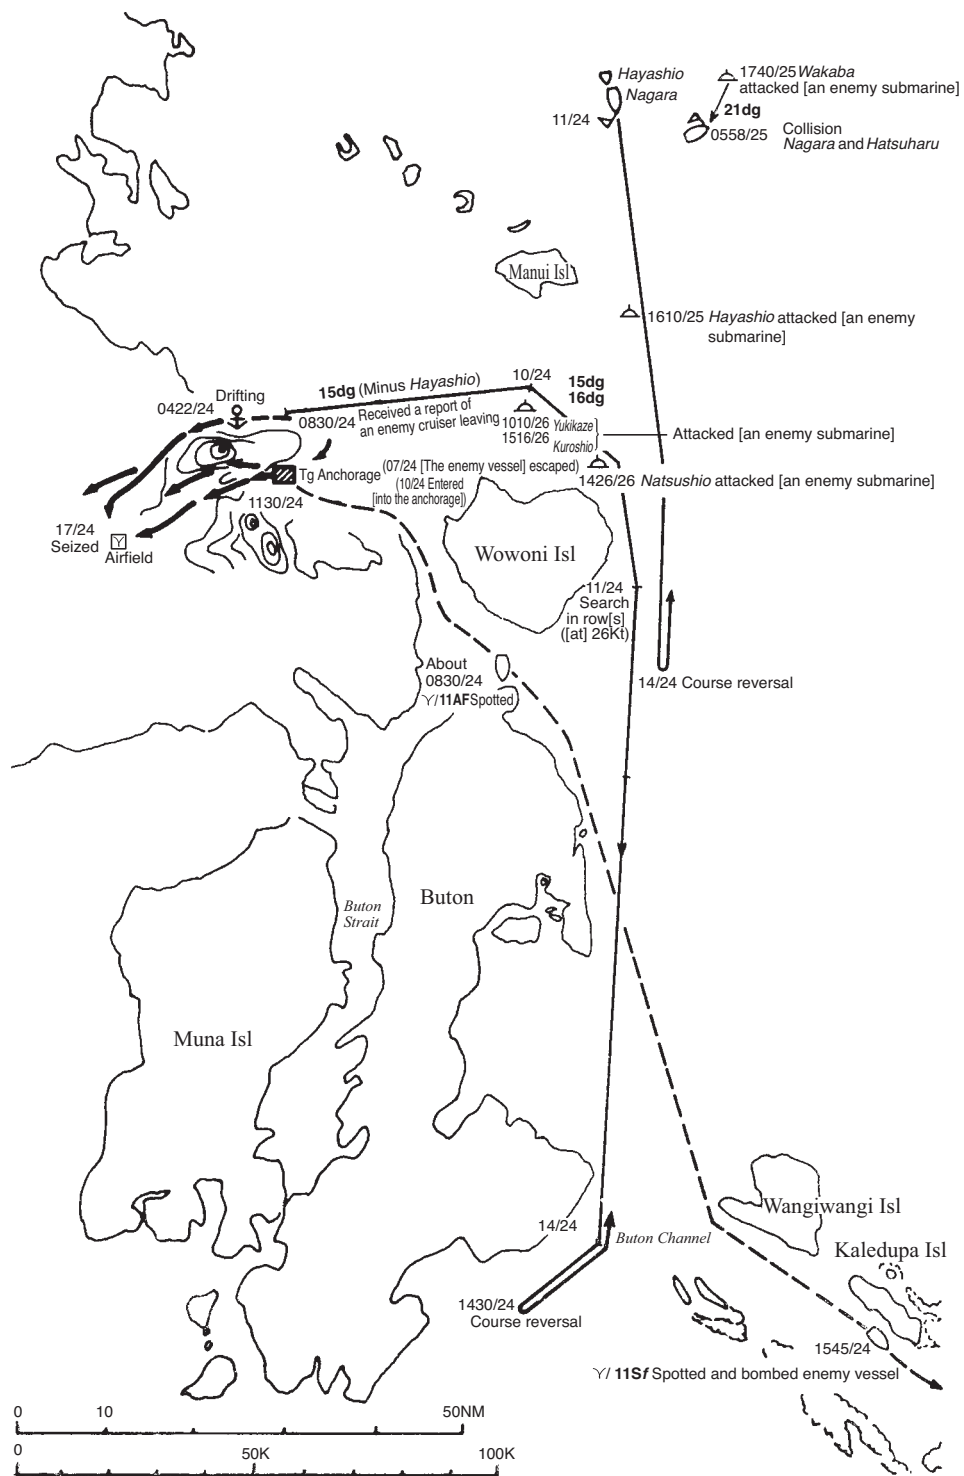 Hayashio
Nagara
11/24
1740/25 Wakaba
attacked [an enemy submarine]
21dg
0558/25
Collision
Nagara and Hatsuharu
Manui Isl
1610/25 Hayashio attacked [an enemy
submarine]
10/24
15dg
16dg
15dg (Minus Hayashio)
Drifting
0422/24
0830/24
Received a report of
an enemy cruiser leaving
1010/26
1516/26
Yukikaze
Kuroshio
Attacked [an enemy submarine]
Tg Anchorage
(07/24 [The enemy vessel] escaped)
(10/24 Entered
[into the anchorage])
1426/26 Natsushio attacked [an enemy submarine]
1130/24
17/24
Seized
Y
Airfield
Wowoni Isl
11/24
Search
in row[s]
([at] 26Kt)
About
0830/24
Y/11AF Spotted
14/24 Course reversal
Buton
Strait
Buton
Muna Isl
14/24
Buton Channel
Wangiwangi Isl
Kaledupa Isl
1430/24
Course reversal
1545/24
Y/ 11Sf Spotted and bombed enemy vessel
0 10 50NM
0 50K 100K